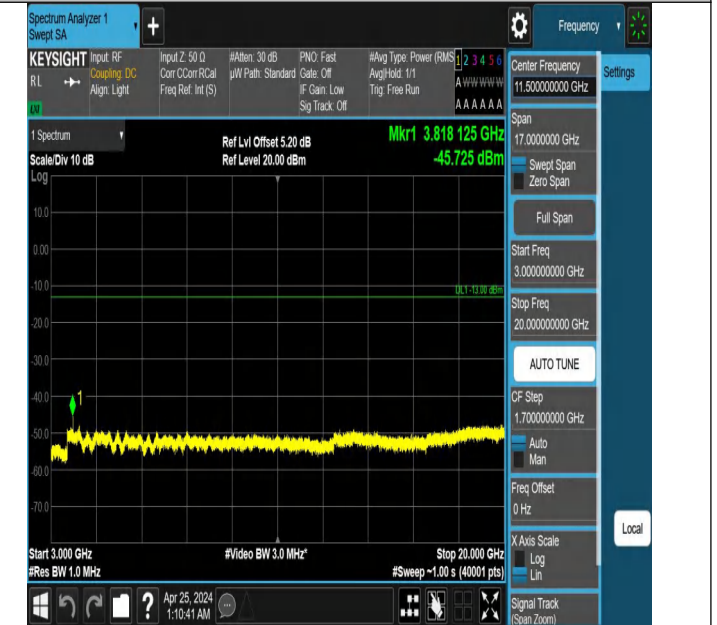 Spectrum Analyzer 1
Swept SA
+
Frequency
KEYSIGHT
RL
Input: RF
Coupling: DC
Align: Light
Input Z: 50 Ω
Corr CCorr RCal
Freq Ref: Int (S)
#Atten: 30 dB
µW Path: Standard
PNO: Fast
Gate: Off
IF Gain: Low
Sig Track: Off
#Avg Type: Power (RMS
Avg|Hold: 1/1
Trig: Free Run
1 2 3 4 5 6
A W W W W W
A A A A A A
Center Frequency
11.500000000 GHz
Settings
Span
17.0000000 GHz
Swept Span
Zero Span
Full Span
Start Freq
3.000000000 GHz
Stop Freq
20.000000000 GHz
AUTO TUNE
CF Step
1.700000000 GHz
Auto
Man
Freq Offset
0 Hz
X Axis Scale
Log
Lin
Signal Track
(Span Zoom)
Local
1 Spectrum
Scale/Div 10 dB
Log
Ref Lvl Offset 5.20 dB
Ref Level 20.00 dBm
Mkr1 3.818 125 GHz
-45.725 dBm
10.0
0.00
-10.0
DL1 -13.00 dBm
-20.0
-30.0
-40.0
1
-50.0
-60.0
-70.0
Start 3.000 GHz
#Video BW 3.0 MHz*
Stop 20.000 GHz
#Res BW 1.0 MHz
#Sweep ~1.00 s (40001 pts)
?
Apr 25, 2024
1:10:41 AM